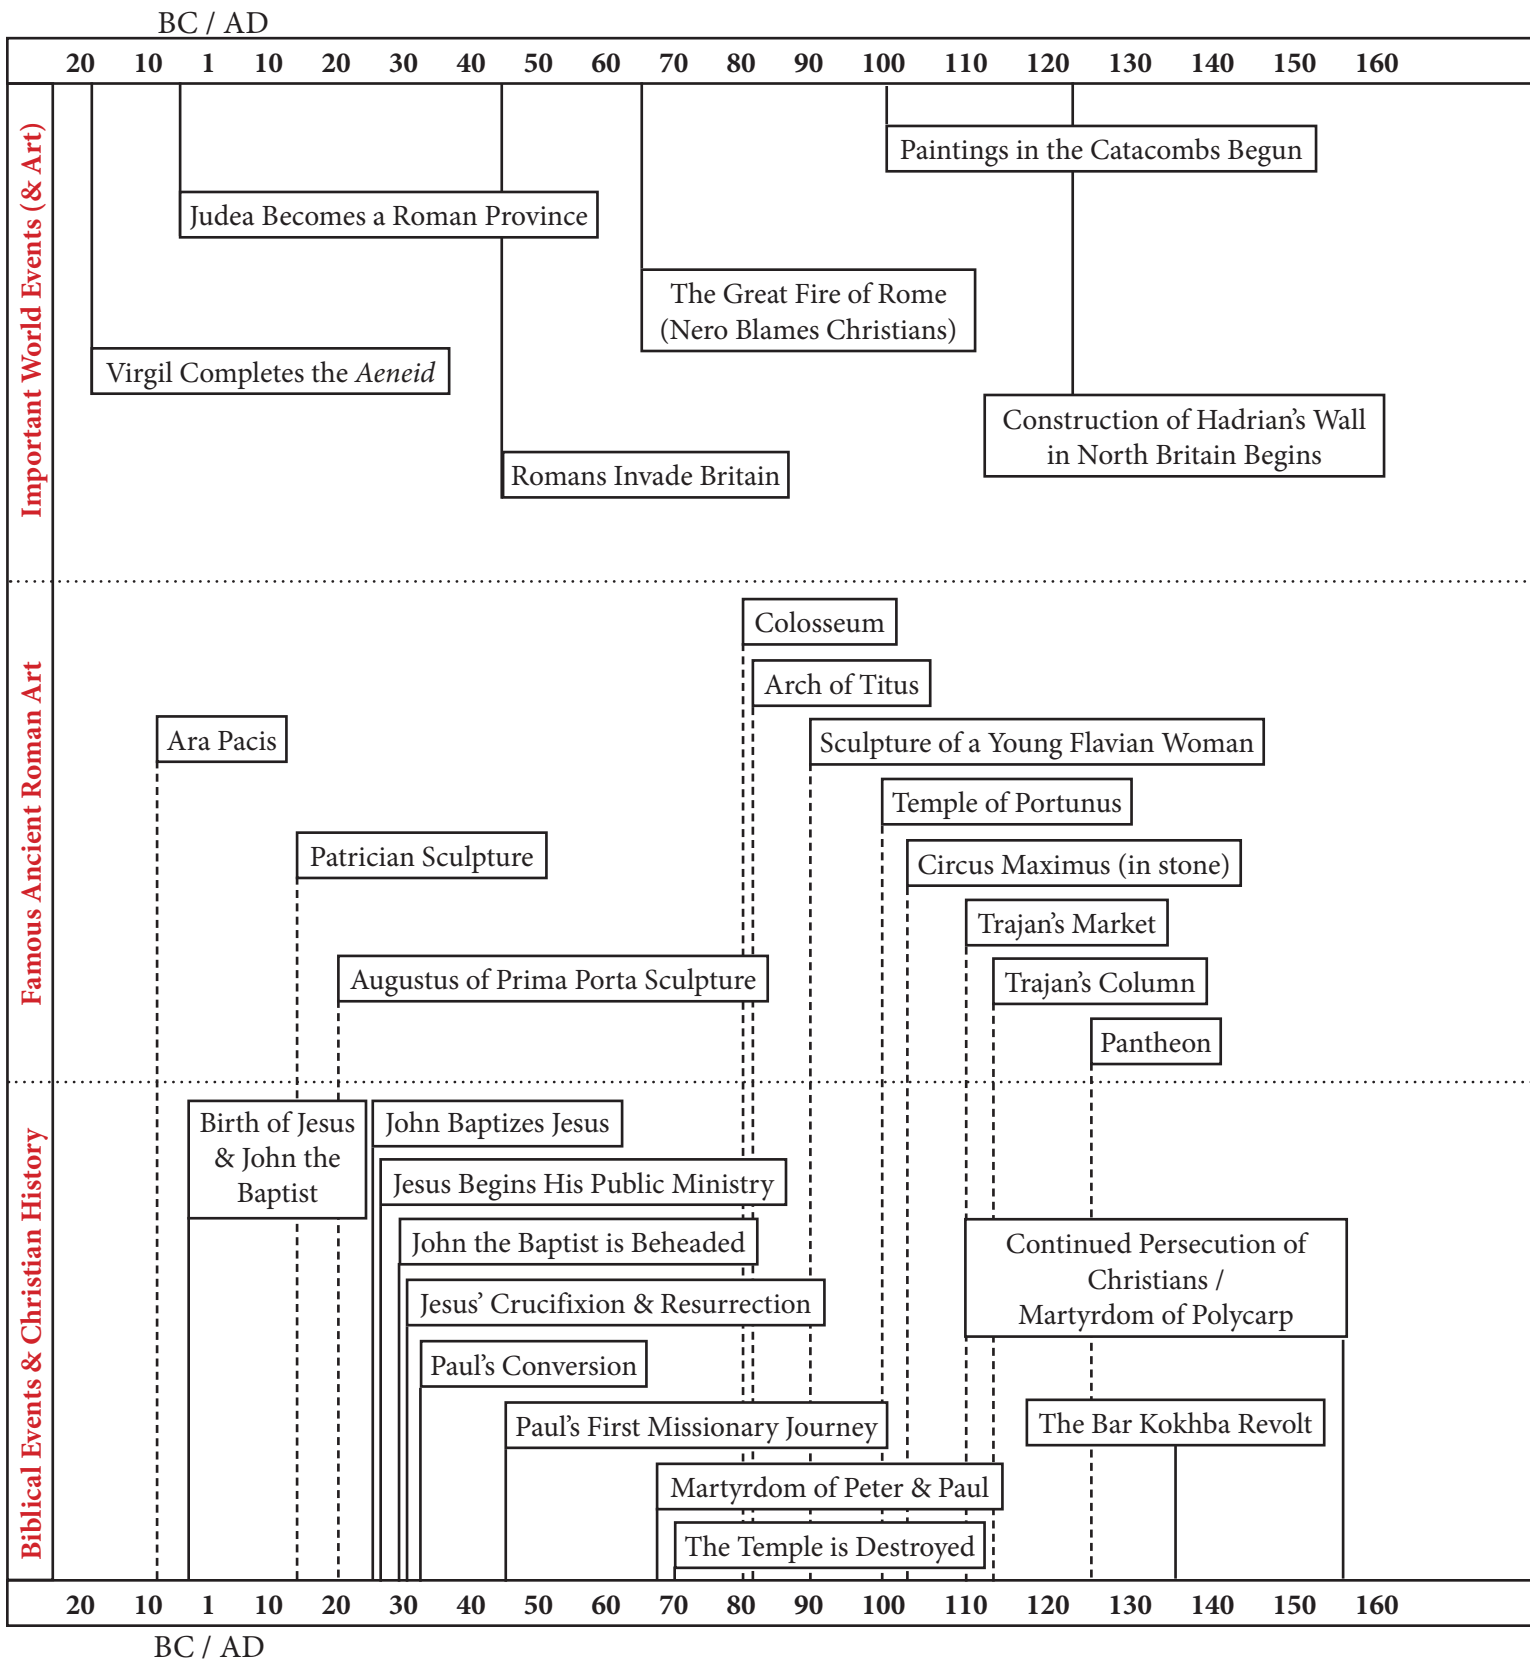 BC / AD
20 10 1 10 20 30 40 50 60 70 80 90 100 110 120 130 140 150 160
Important World Events (& Art)
Paintings in the Catacombs Begun
Judea Becomes a Roman Province
The Great Fire of Rome
(Nero Blames Christians)
Virgil Completes the Aeneid
Construction of Hadrian's Wall
in North Britain Begins
Romans Invade Britain
Famous Ancient Roman Art
Colosseum
Arch of Titus
Ara Pacis
Sculpture of a Young Flavian Woman
Temple of Portunus
Patrician Sculpture
Circus Maximus (in stone)
Trajan's Market
Augustus of Prima Porta Sculpture
Trajan's Column
Pantheon
Biblical Events & Christian History
Birth of Jesus
& John the
Baptist
John Baptizes Jesus
Jesus Begins His Public Ministry
John the Baptist is Beheaded
Continued Persecution of
Christians /
Martyrdom of Polycarp
Jesus' Crucifixion & Resurrection
Paul's Conversion
Paul's First Missionary Journey
The Bar Kokhba Revolt
Martyrdom of Peter & Paul
The Temple is Destroyed
20 10 1 10 20 30 40 50 60 70 80 90 100 110 120 130 140 150 160
BC / AD